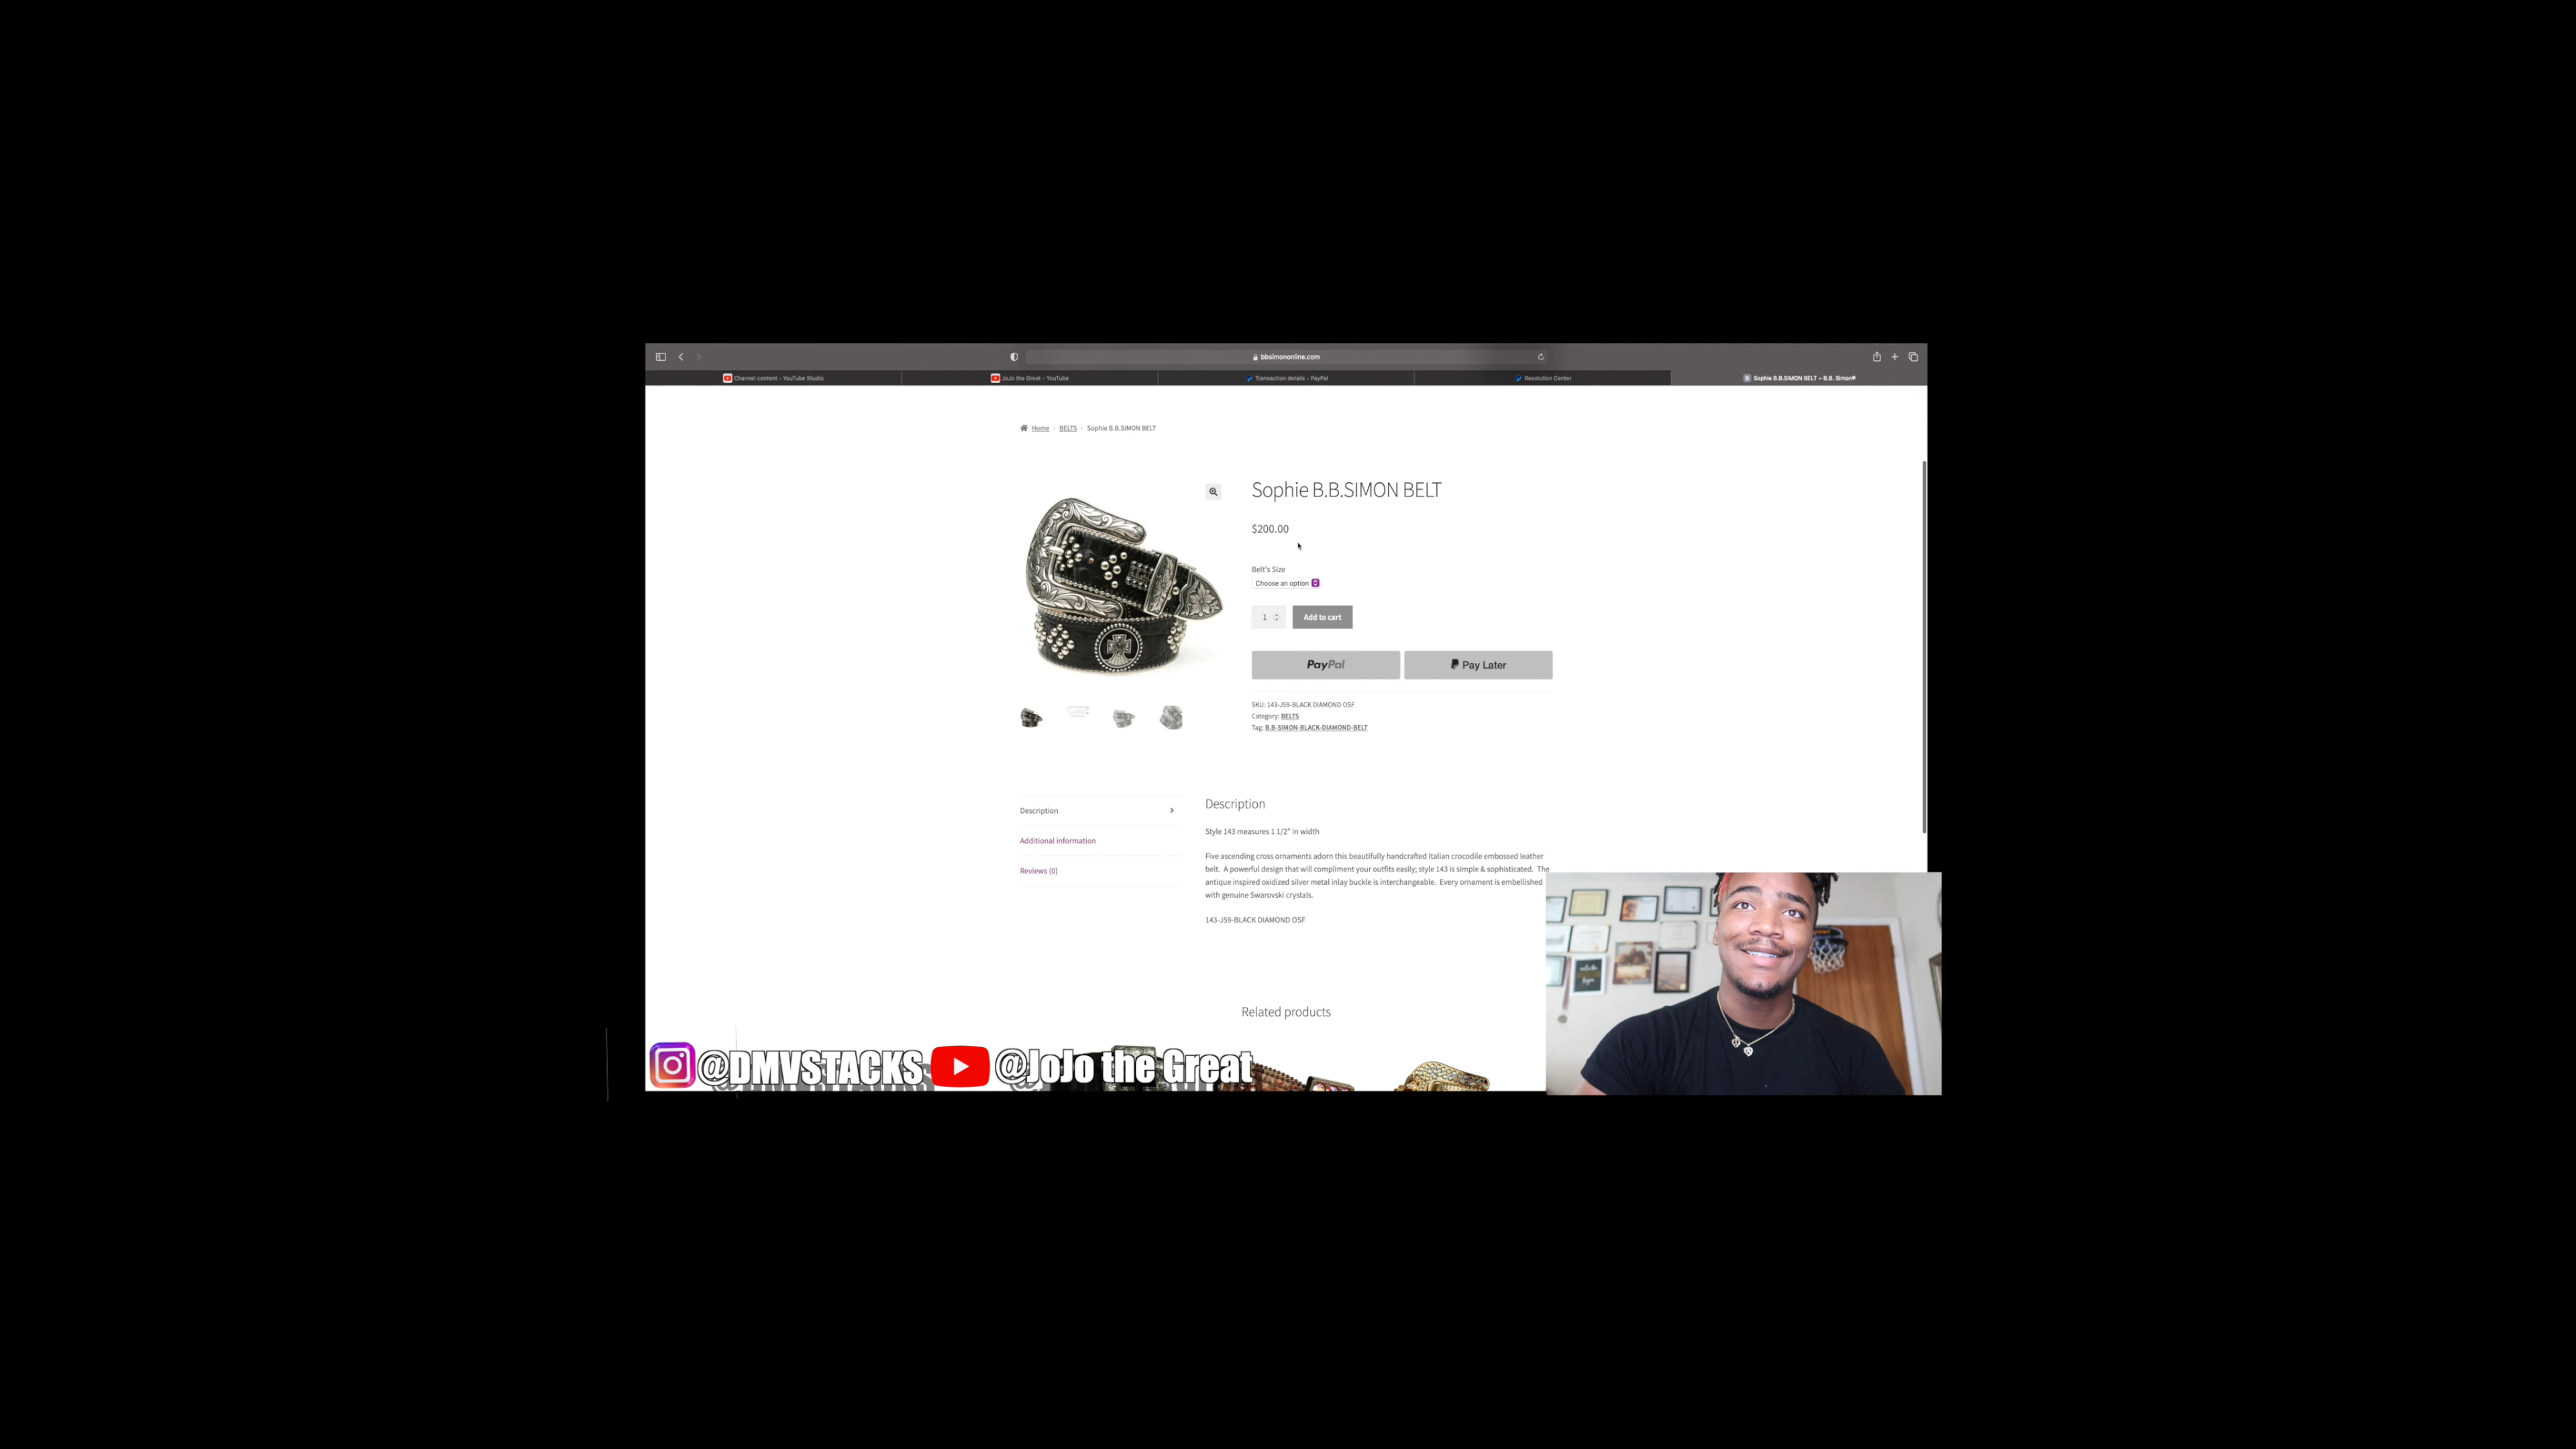 bbsimononline.com
Channel content - YouTube Studio
JoJo the Great - YouTube
Transaction details - PayPal
Resolution Center
Sophie B.B.SIMON BELT – B.B. Simon®
Home › BELTS › Sophie B.B.SIMON BELT
Sophie B.B.SIMON BELT
$200.00
Belt's Size
Choose an option
1
Add to cart
PayPal
Pay Later
SKU: 143-J59-BLACK DIAMOND OSF
Category: BELTS
Tag: B.B-SIMON-BLACK-DIAMOND-BELT
Description
Additional information
Reviews (0)
Description
Style 143 measures 1 1/2" in width
Five ascending cross ornaments adorn this beautifully handcrafted Italian crocodile embossed leather
belt. A powerful design that will compliment your outfits easily; style 143 is simple & sophisticated. The
antique inspired oxidized silver metal inlay buckle is interchangeable. Every ornament is embellished
with genuine Swarovski crystals.
143-J59-BLACK DIAMOND OSF
Related products
@DMVSTACKS
@JoJo the Great